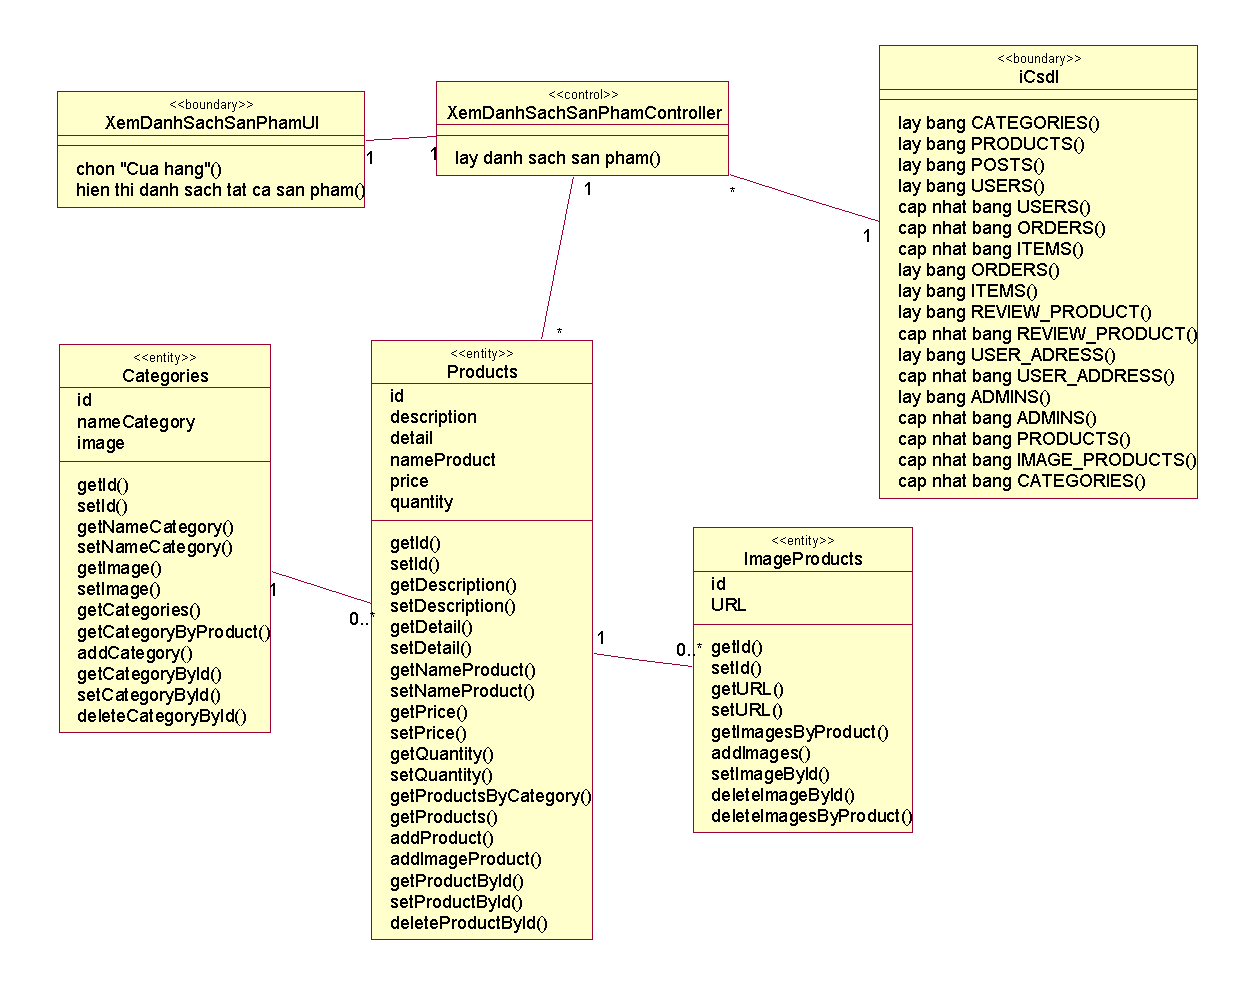 <<boundary>>
XemDanhSachSanPhamUI
chon "Cua hang"()
hien thi danh sach tat ca san pham()
1
1
<<control>>
XemDanhSachSanPhamController
lay danh sach san pham()
1
*
*
1
<<boundary>>
iCsdl
lay bang CATEGORIES()
lay bang PRODUCTS()
lay bang POSTS()
lay bang USERS()
cap nhat bang USERS()
cap nhat bang ORDERS()
cap nhat bang ITEMS()
lay bang ORDERS()
lay bang ITEMS()
lay bang REVIEW_PRODUCT()
cap nhat bang REVIEW_PRODUCT()
lay bang USER_ADRESS()
cap nhat bang USER_ADDRESS()
lay bang ADMINS()
cap nhat bang ADMINS()
cap nhat bang PRODUCTS()
cap nhat bang IMAGE_PRODUCTS()
cap nhat bang CATEGORIES()
<<entity>>
Categories
id
nameCategory
image
getId()
setId()
getNameCategory()
setNameCategory()
getImage()
setImage()
getCategories()
getCategoryByProduct()
addCategory()
getCategoryById()
setCategoryById()
deleteCategoryById()
1
0..*
<<entity>>
Products
id
description
detail
nameProduct
price
quantity
getId()
setId()
getDescription()
setDescription()
getDetail()
setDetail()
getNameProduct()
setNameProduct()
getPrice()
setPrice()
getQuantity()
setQuantity()
getProductsByCategory()
getProducts()
addProduct()
addImageProduct()
getProductById()
setProductById()
deleteProductById()
1
0..*
<<entity>>
ImageProducts
id
URL
getId()
setId()
getURL()
setURL()
getImagesByProduct()
addImages()
setImageById()
deleteImageById()
deleteImagesByProduct()